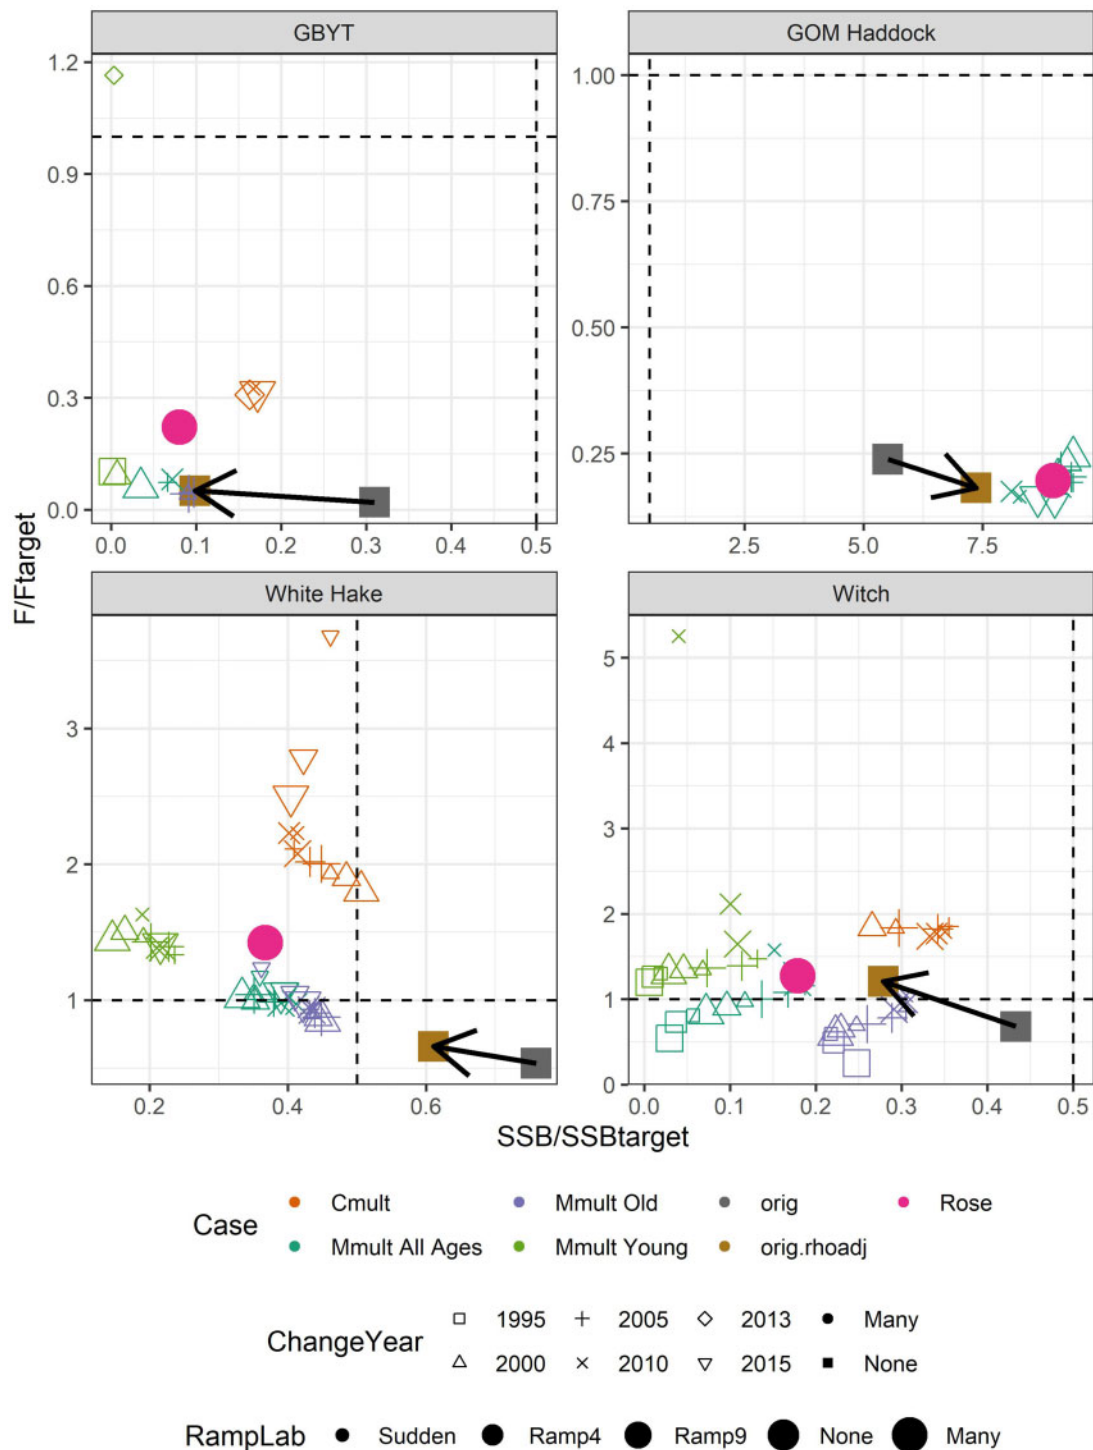 GBYT
GOM Haddock
1.2
0.9
0.6
0.3
0.0
1.00
0.75
0.50
0.25
0.0 0.1 0.2 0.3 0.4 0.5
2.5 5.0 7.5
F/Ftarget
White Hake
Witch
3
2
1
5
4
3
2
1
0
0.2 0.4 0.6
0.0 0.1 0.2 0.3 0.4 0.5
SSB/SSBtarget
Case
Cmult Mmult Old orig Rose
Mmult All Ages Mmult Young orig.rhoadj
ChangeYear
1995 2005 2013 Many
2000 2010 2015 None
RampLab Sudden Ramp4 Ramp9 None Many